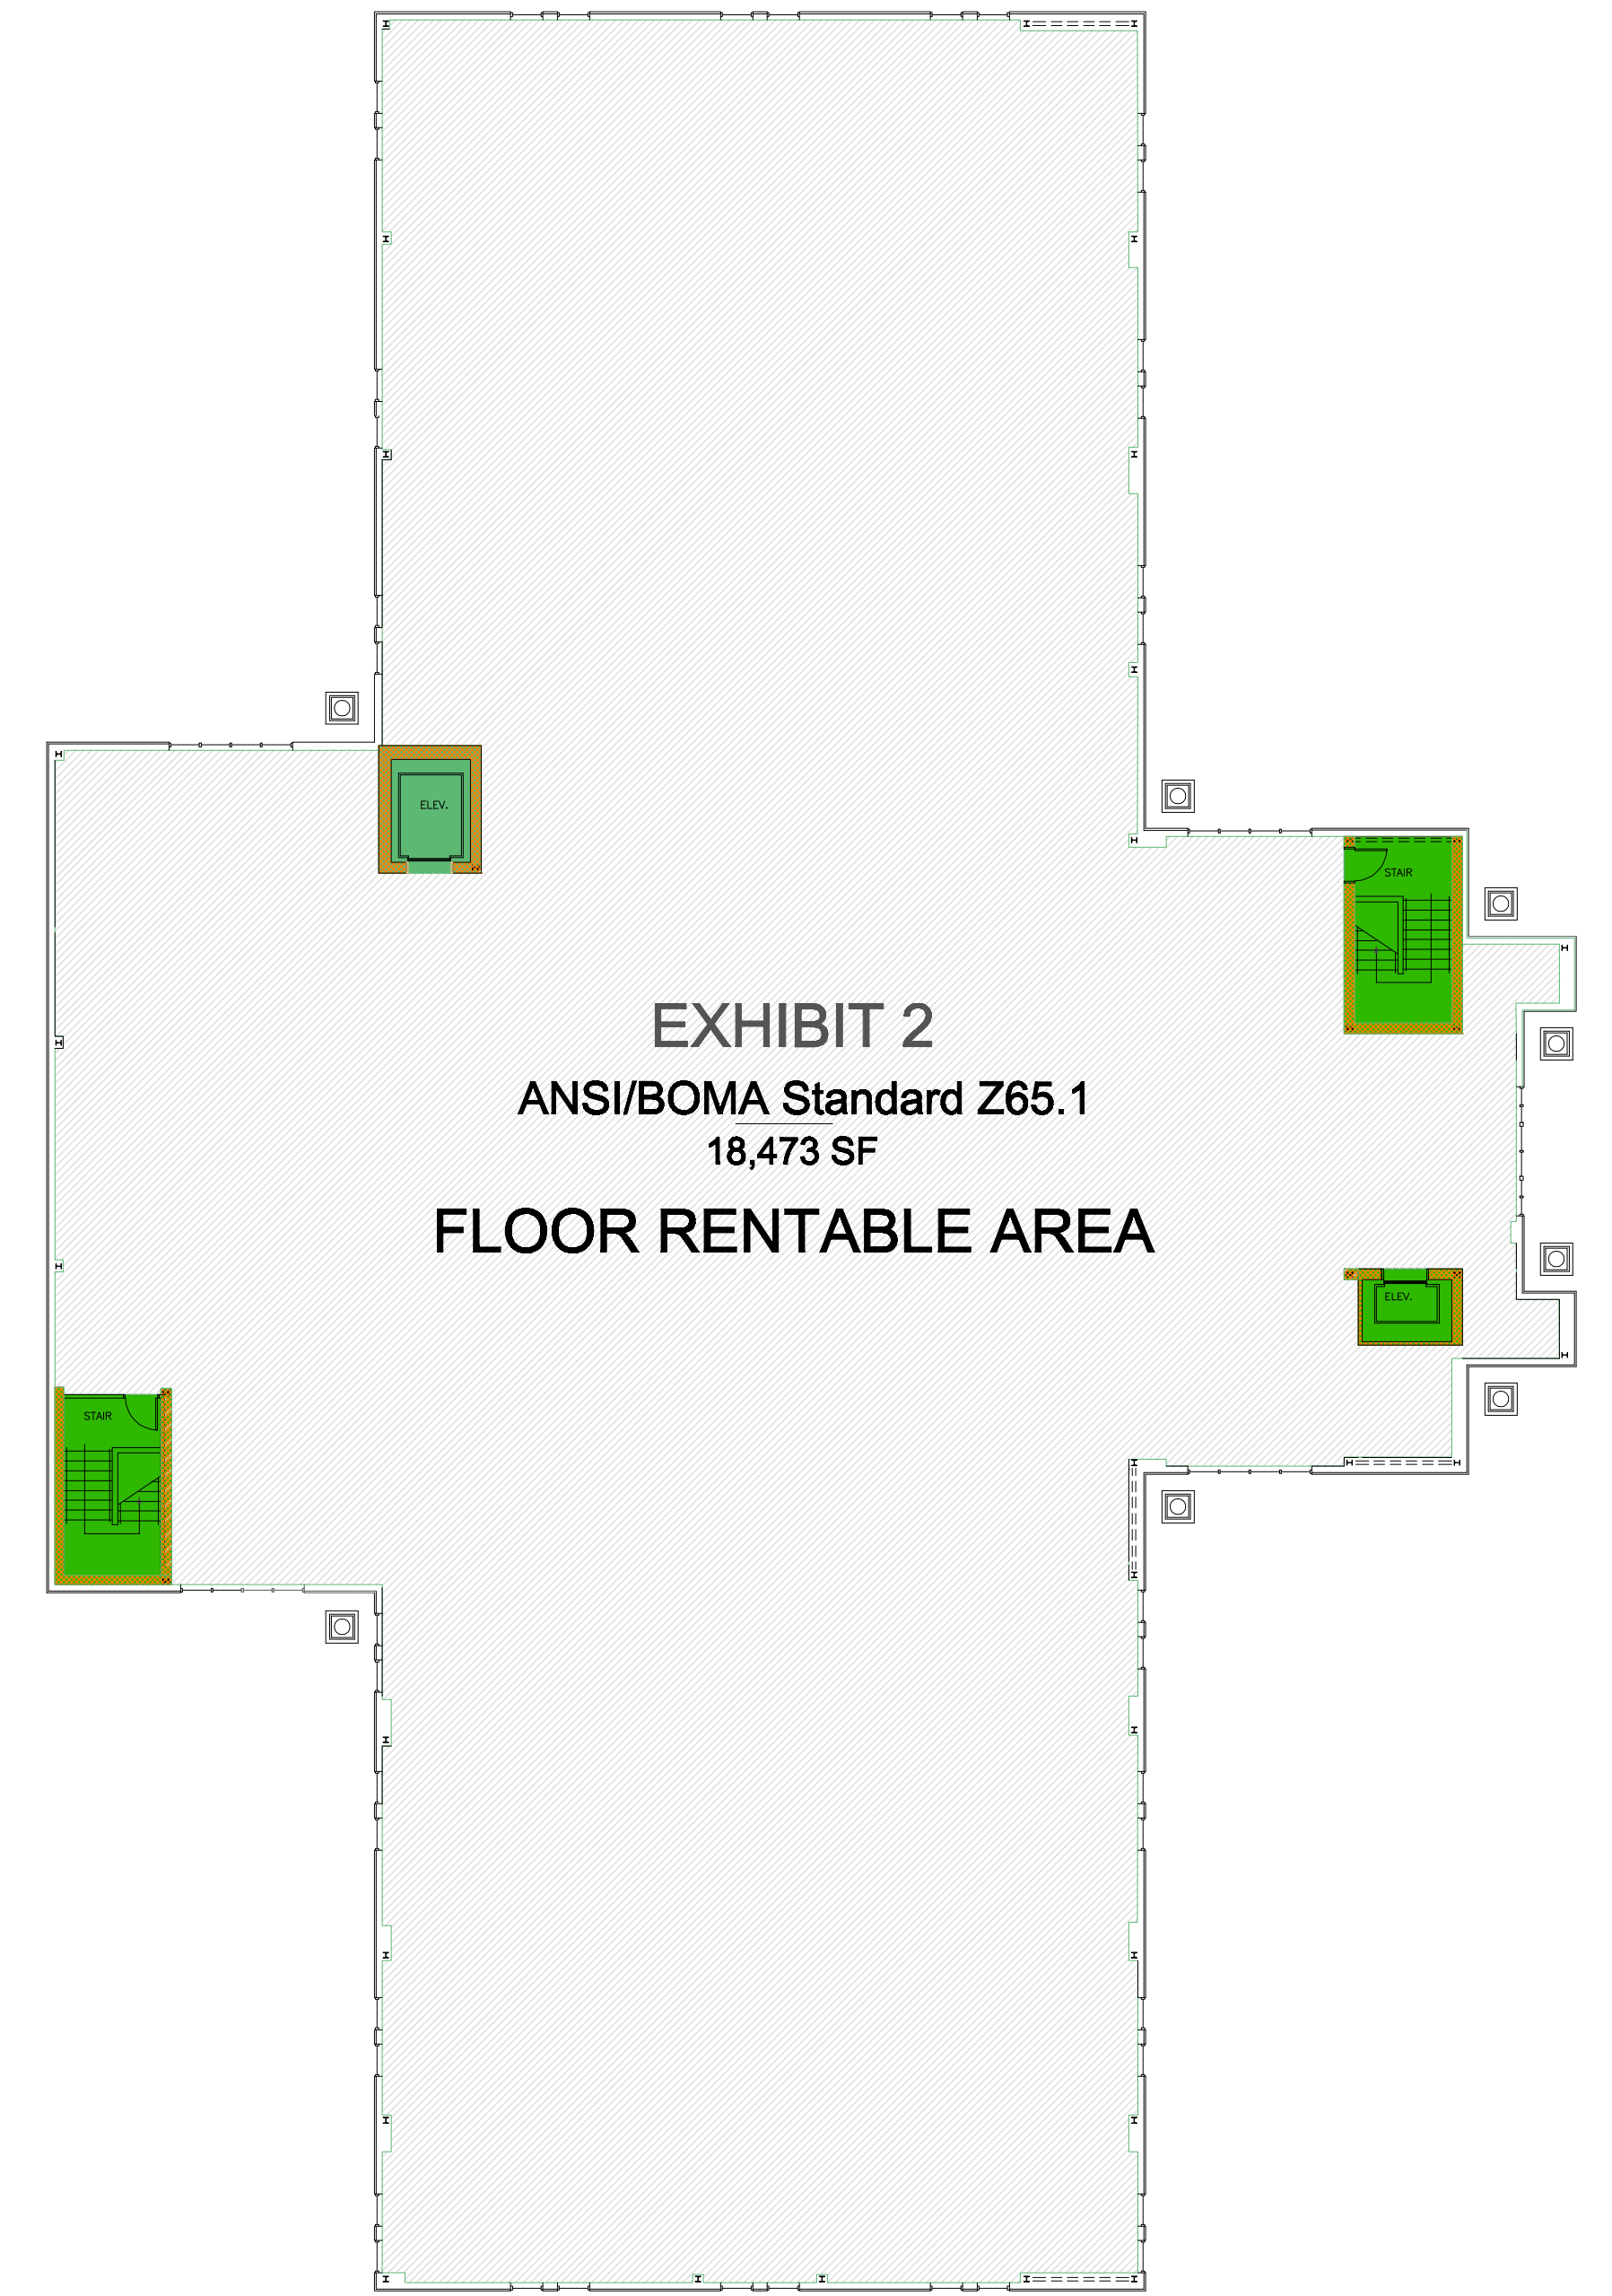 ELEV.
STAIR
EXHIBIT 2
ANSI/BOMA Standard Z65.1
18,473 SF
FLOOR RENTABLE AREA
ELEV.
STAIR